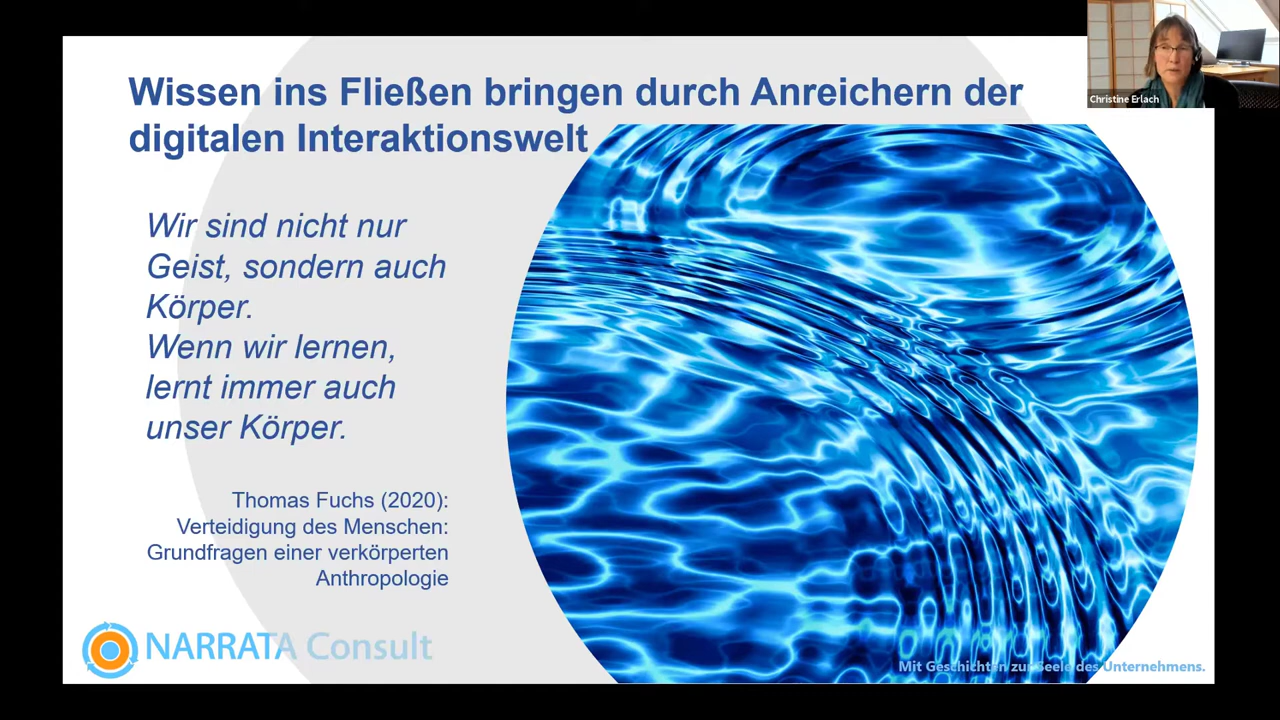 Wissen ins Fließen bringen durch Anreichern der
digitalen Interaktionswelt
Christine Erlach
Wir sind nicht nur
Geist, sondern auch
Körper.
Wenn wir lernen,
lernt immer auch
unser Körper.
Thomas Fuchs (2020):
Verteidigung des Menschen:
Grundfragen einer verkörperten
Anthropologie
NARRATA Consult
Mit Geschichten zur Seele des Unternehmens.